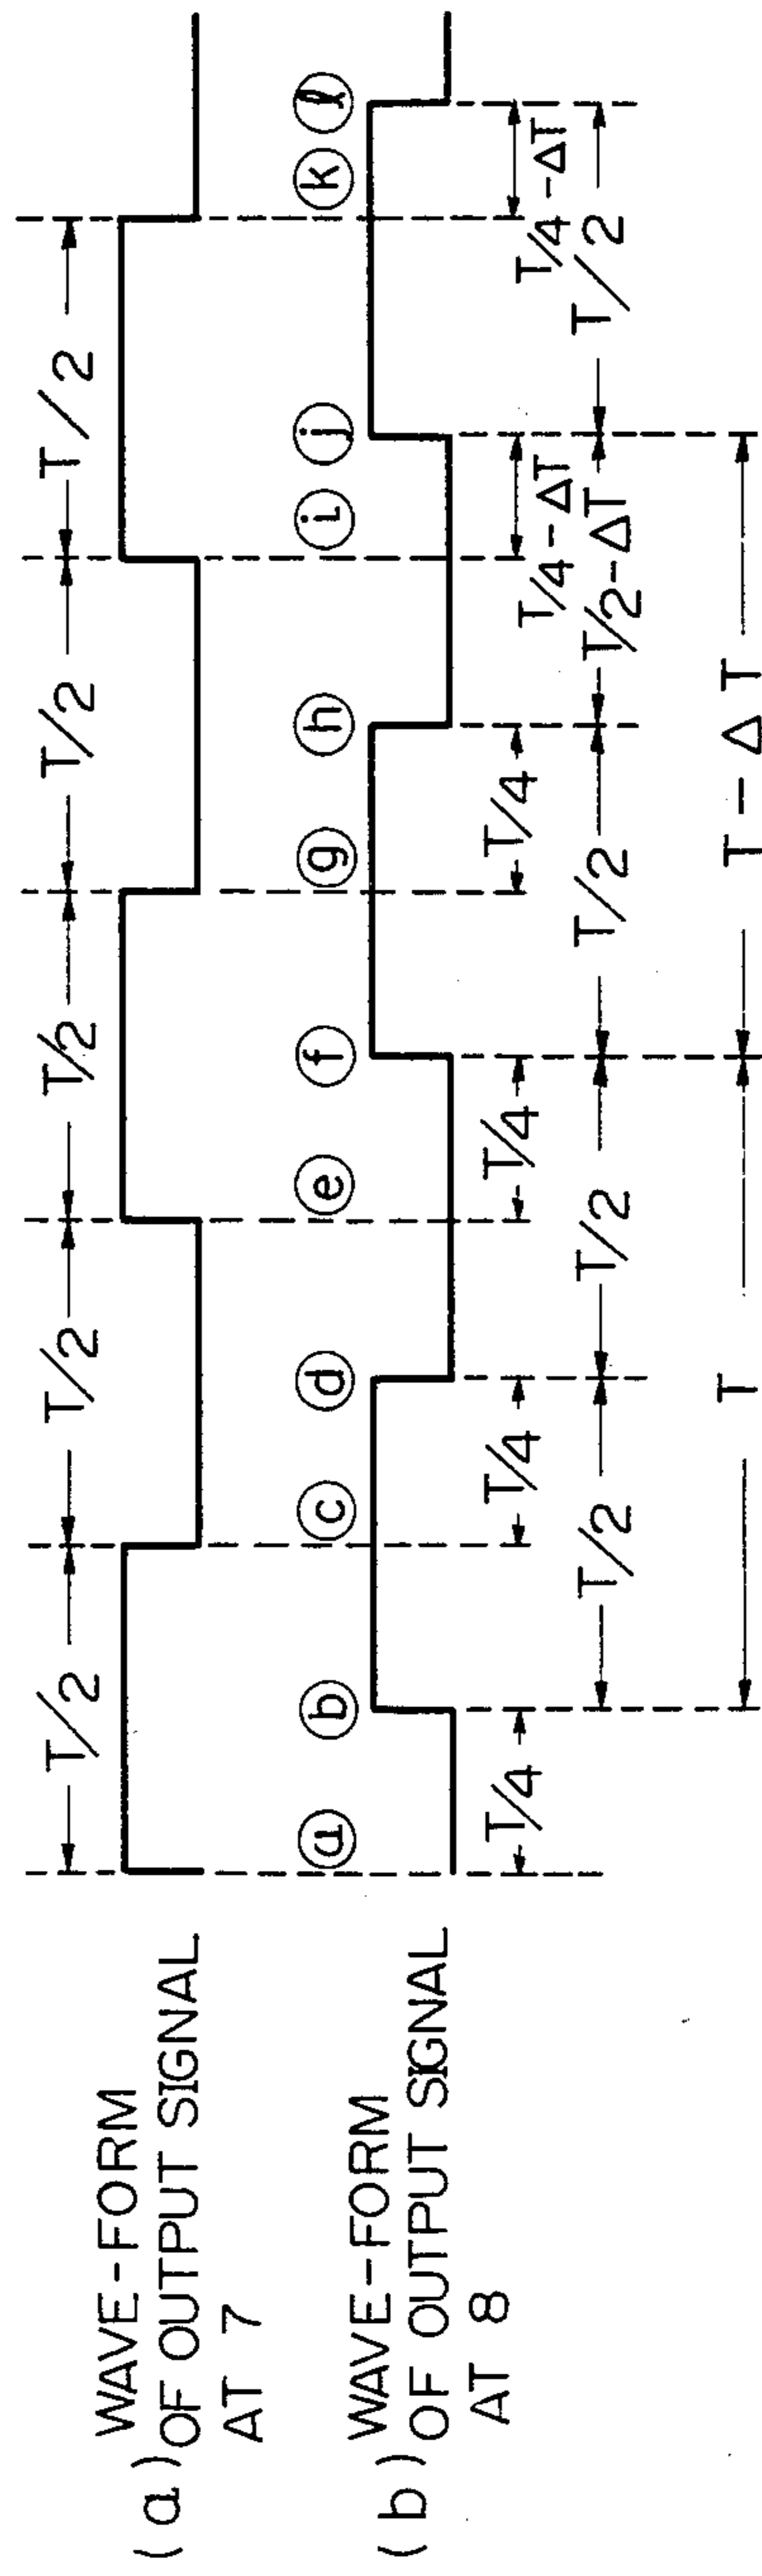 (a) WAVE-FORM
OF OUTPUT SIGNAL
AT 7
T/2 T/2 T/2 T/2 T/2
(b) WAVE-FORM
OF OUTPUT SIGNAL
AT 8
a b c d e f g h i j k l
T/4 T/4 T/4 T/4 T/4-ΔT T/4-ΔT
T/2 T/2 T/2 T/2-ΔT T/2
T T-ΔT